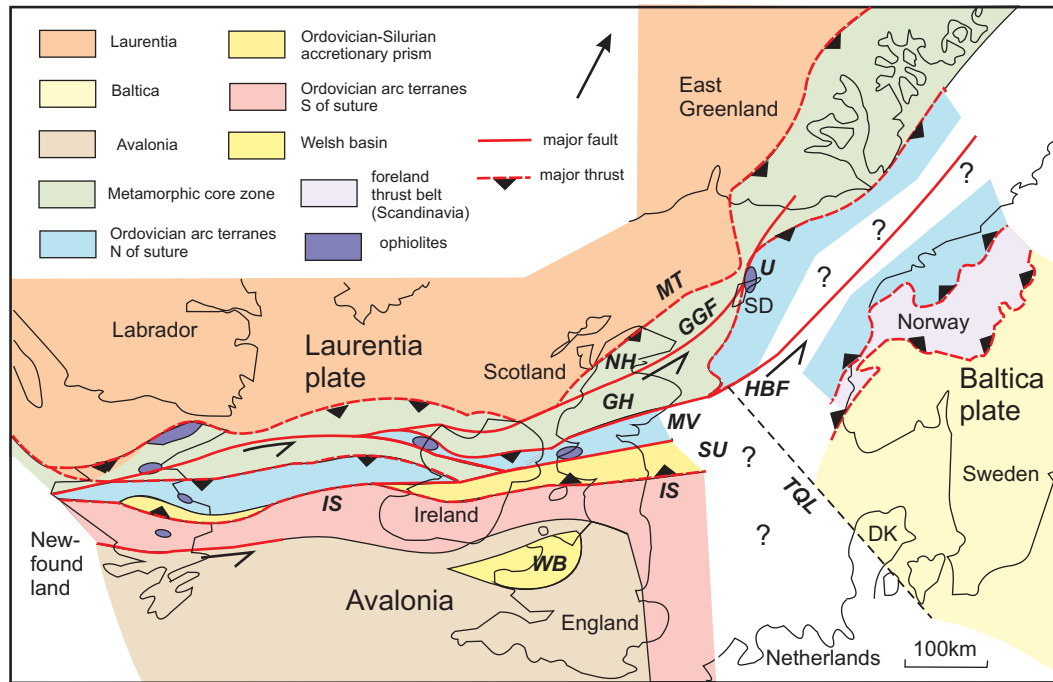 Laurentia
Baltica
Avalonia
Metamorphic core zone
Ordovician arc terranes
N of suture
Ordovician-Silurian
accretionary prism
Ordovician arc terranes
S of suture
Welsh basin
foreland
thrust belt
(Scandinavia)
ophiolites
major fault
major thrust
East
Greenland
?
?
?
U
SD
MT
GGF
NH
GH
Labrador
Laurentia
plate
Scotland
Norway
Baltica
plate
HBF
MV
SU
?
TQL
Sweden
IS
IS
Ireland
?
DK
New-
found
land
WB
Avalonia
England
Netherlands
100km